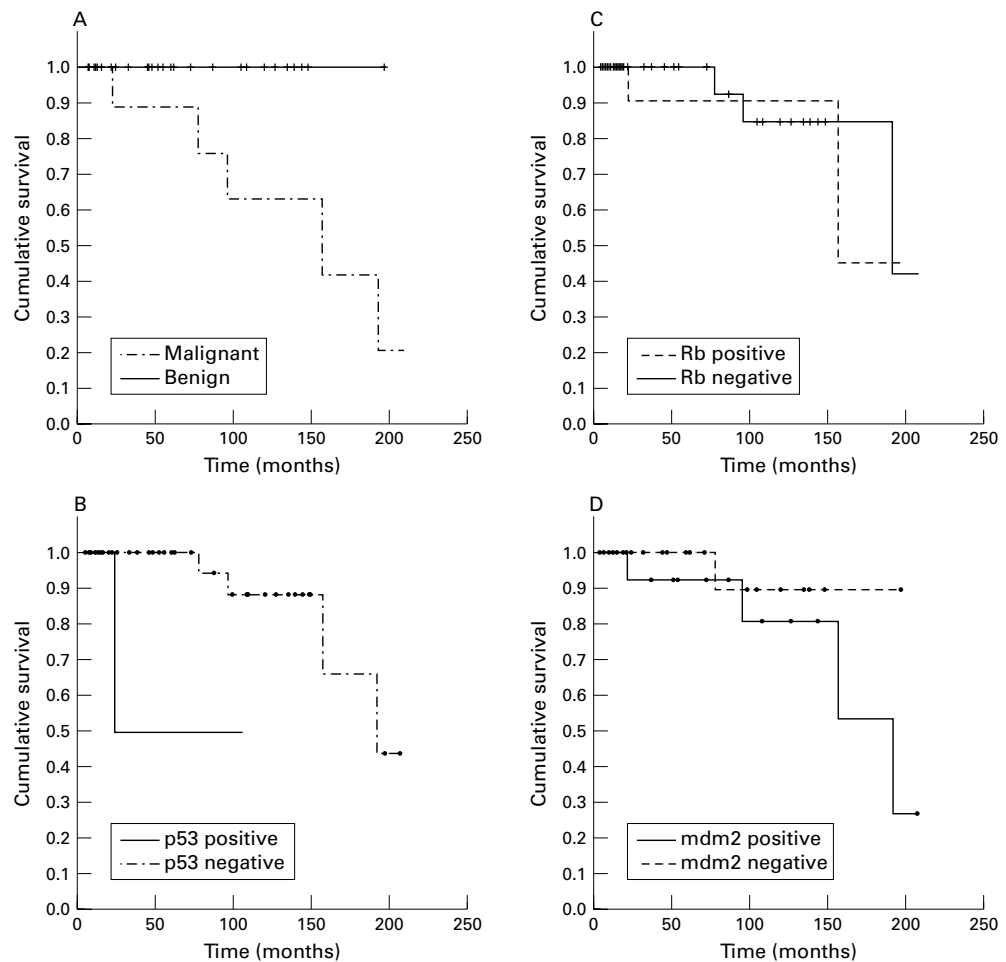 A
Cumulative survival
1.0
0.9
0.8
0.7
0.6
0.5
0.4
0.3
0.2
0.1
0.0
Malignant
Benign
0 50 100 150 200 250
Time (months)
C
Cumulative survival
1.0
0.9
0.8
0.7
0.6
0.5
0.4
0.3
0.2
0.1
0.0
Rb positive
Rb negative
0 50 100 150 200 250
Time (months)
B
Cumulative survival
1.0
0.9
0.8
0.7
0.6
0.5
0.4
0.3
0.2
0.1
0.0
p53 positive
p53 negative
0 50 100 150 200 250
Time (months)
D
Cumulative survival
1.0
0.9
0.8
0.7
0.6
0.5
0.4
0.3
0.2
0.1
0.0
mdm2 positive
mdm2 negative
0 50 100 150 200 250
Time (months)